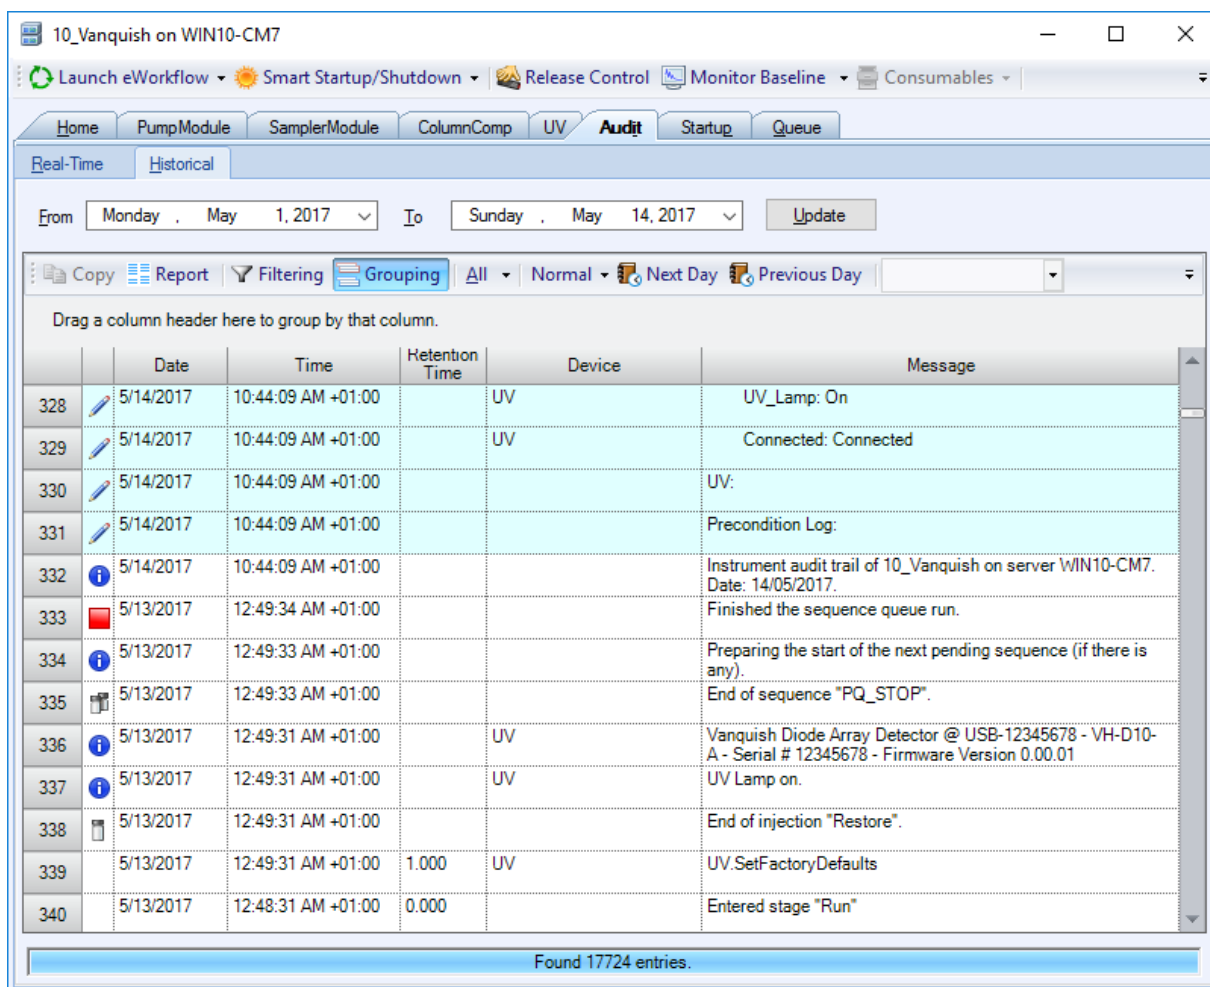 10_Vanquish on WIN10-CM7
Launch eWorkflow Smart Startup/Shutdown Release Control Monitor Baseline Consumables
Home PumpModule SamplerModule ColumnComp UV Audit Startup Queue
Real-Time Historical
From Monday , May 1, 2017 To Sunday , May 14, 2017 Update
Copy Report Filtering Grouping All Normal Next Day Previous Day
Drag a column header here to group by that column.
Date Time Retention Time Device Message
328 5/14/2017 10:44:09 AM +01:00 UV UV_Lamp: On
329 5/14/2017 10:44:09 AM +01:00 UV Connected: Connected
330 5/14/2017 10:44:09 AM +01:00 UV:
331 5/14/2017 10:44:09 AM +01:00 Precondition Log:
332 5/14/2017 10:44:09 AM +01:00 Instrument audit trail of 10_Vanquish on server WIN10-CM7.
Date: 14/05/2017.
333 5/13/2017 12:49:34 AM +01:00 Finished the sequence queue run.
334 5/13/2017 12:49:33 AM +01:00 Preparing the start of the next pending sequence (if there is
any).
335 5/13/2017 12:49:33 AM +01:00 End of sequence "PQ_STOP".
336 5/13/2017 12:49:31 AM +01:00 UV Vanquish Diode Array Detector @ USB-12345678 - VH-D10-
A - Serial # 12345678 - Firmware Version 0.00.01
337 5/13/2017 12:49:31 AM +01:00 UV UV Lamp on.
338 5/13/2017 12:49:31 AM +01:00 End of injection "Restore".
339 5/13/2017 12:49:31 AM +01:00 1.000 UV UV.SetFactoryDefaults
340 5/13/2017 12:48:31 AM +01:00 0.000 Entered stage "Run"
Found 17724 entries.